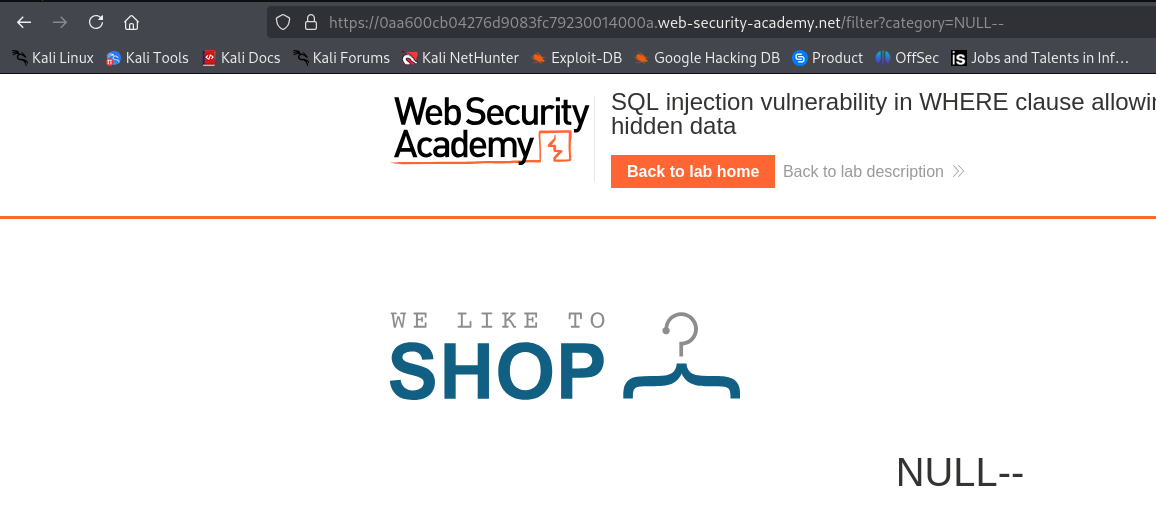 https://0aa600cb04276d9083fc79230014000a.web-security-academy.net/filter?category=NULL--
Kali Linux Kali Tools Kali Docs Kali Forums Kali NetHunter Exploit-DB Google Hacking DB Product OffSec Jobs and Talents in Inf…
Web Security
Academy
SQL injection vulnerability in WHERE clause allowin
hidden data
Back to lab home Back to lab description
WE LIKE TO
SHOP
NULL--